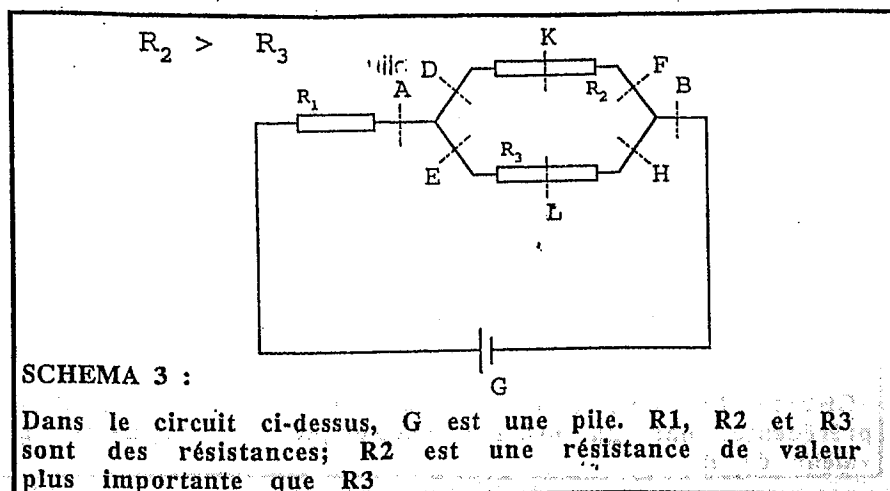 R2 > R3
K
D
F
A
B
R1
R2
R3
E
H
L
G
SCHEMA 3 :
Dans le circuit ci-dessus, G est une pile. R1, R2 et R3
sont des résistances; R2 est une résistance de valeur
plus importante que R3